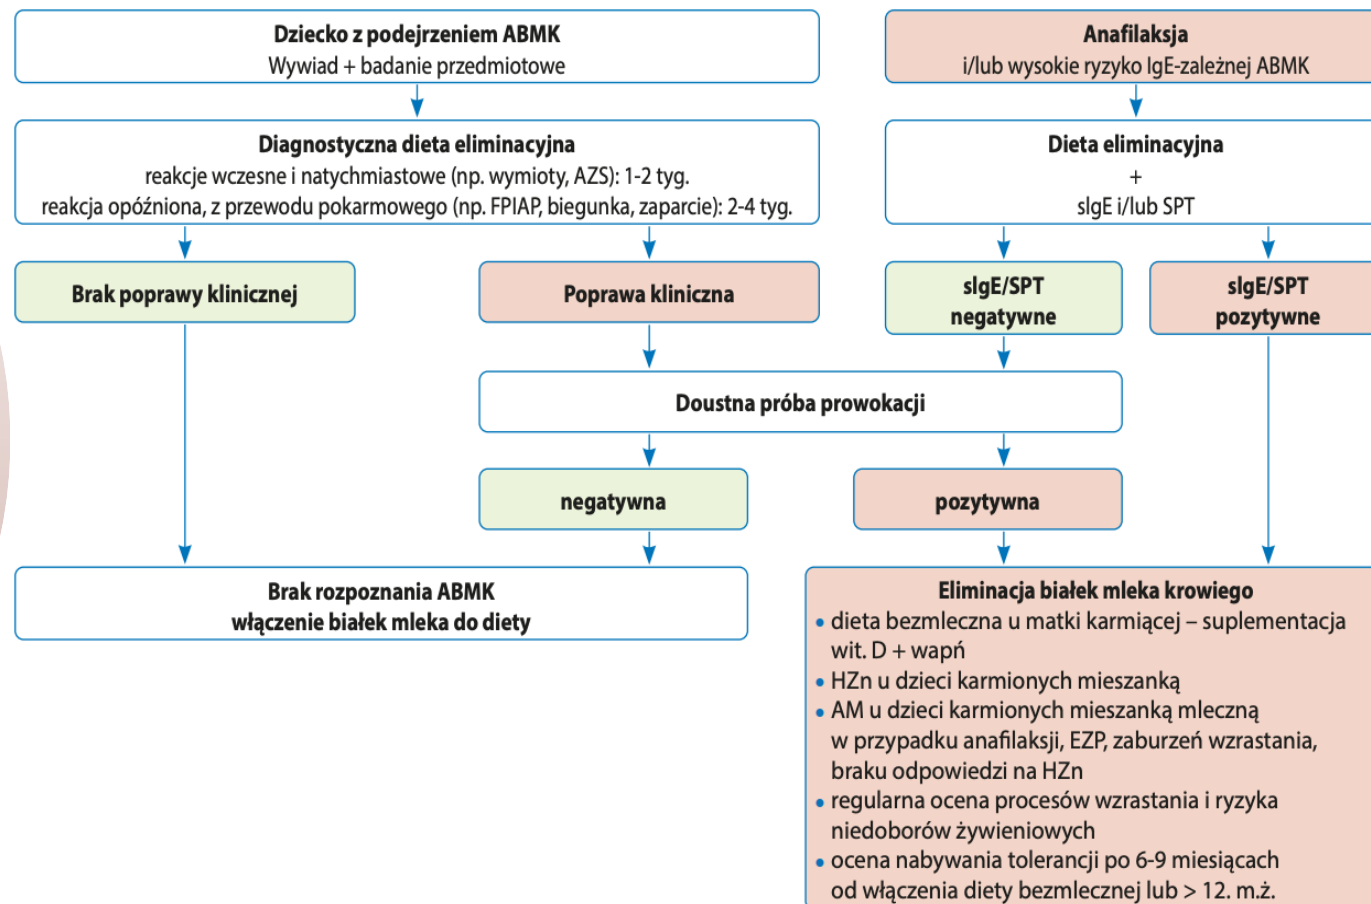 Dziecko z podejrzeniem ABMK
Wywiad + badanie przedmiotowe
Anafilaksja
i/lub wysokie ryzyko IgE-zależnej ABMK
Diagnostyczna dieta eliminacyjna
reakcje wczesne i natychmiastowe (np. wymioty, AZS): 1-2 tyg.
reakcja opóźniona, z przewodu pokarmowego (np. FPIAP, biegunka, zaparcie): 2-4 tyg.
Dieta eliminacyjna
+
sIgE i/lub SPT
Brak poprawy klinicznej
Poprawa kliniczna
sIgE/SPT
negatywne
sIgE/SPT
pozytywne
Doustna próba prowokacji
negatywna
pozytywna
Brak rozpoznania ABMK
włączenie białek mleka do diety
Eliminacja białek mleka krowiego
• dieta bezmleczna u matki karmiącej – suplementacja
wit. D + wapń
• HZn u dzieci karmionych mieszanką
• AM u dzieci karmionych mieszanką mleczną
w przypadku anafilaksji, EZP, zaburzeń wzrastania,
braku odpowiedzi na HZn
• regularna ocena procesów wzrastania i ryzyka
niedoborów żywieniowych
• ocena nabywania tolerancji po 6-9 miesiącach
od włączenia diety bezmlecznej lub > 12. m.ż.